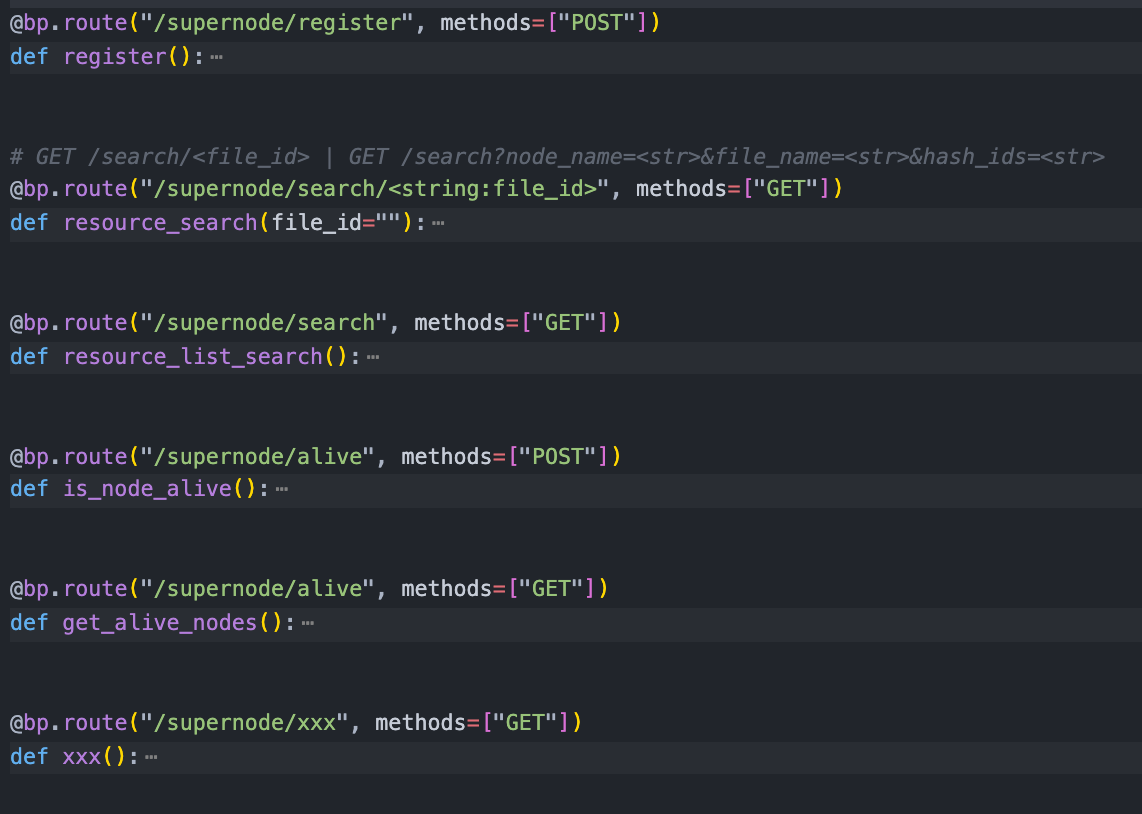 @bp.route("/supernode/register", methods=["POST"])
def register():…
# GET /search/<file_id> | GET /search?node_name=<str>&file_name=<str>&hash_ids=<str>
@bp.route("/supernode/search/<string:file_id>", methods=["GET"])
def resource_search(file_id=""):…
@bp.route("/supernode/search", methods=["GET"])
def resource_list_search():…
@bp.route("/supernode/alive", methods=["POST"])
def is_node_alive():…
@bp.route("/supernode/alive", methods=["GET"])
def get_alive_nodes():…
@bp.route("/supernode/xxx", methods=["GET"])
def xxx():…